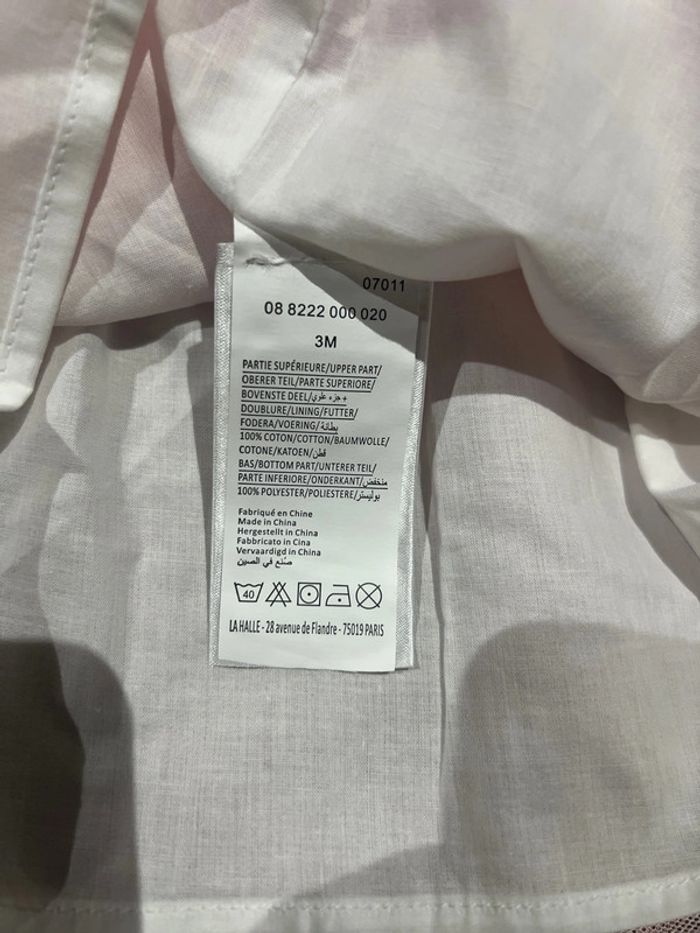 07011
08 8222 000 020
3M
PARTIE SUPÉRIEURE/UPPER PART/
OBERER TEIL/PARTE SUPERIORE/
BOVENSTE DEEL/جزء علوي +
DOUBLURE/LINING/FUTTER/
FODERA/VOERING/بطانة
100% COTON/COTTON/BAUMWOLLE/
COTONE/KATOEN/قطن
BAS/BOTTOM PART/UNTERER TEIL/
PARTE INFERIORE/ONDERKANT/منخفض
100% POLYESTER/POLIESTERE/بوليستر
Fabriqué en Chine
Made in China
Hergestellt in China
Fabbricato in Cina
Vervaardigd in China
صنع في الصين
40
LA HALLE - 28 avenue de Flandre - 75019 PARIS